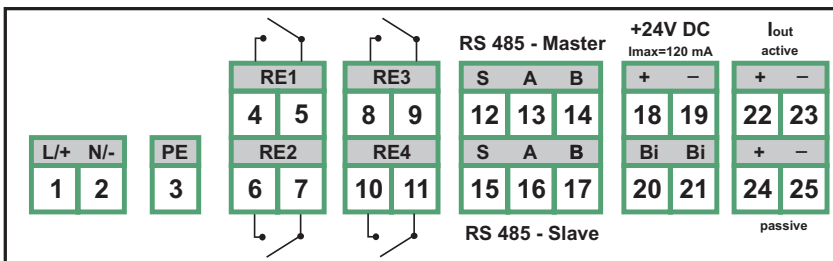 RS 485 - Master
+24V DC
Imax=120 mA
Iout
active
RE1
RE3
S A B
+ −
+ −
4 5
8 9
12 13 14
18 19
22 23
L/+ N/-
PE
RE2
RE4
S A B
Bi Bi
+ −
1 2
3
6 7
10 11
15 16 17
20 21
24 25
RS 485 - Slave
passive